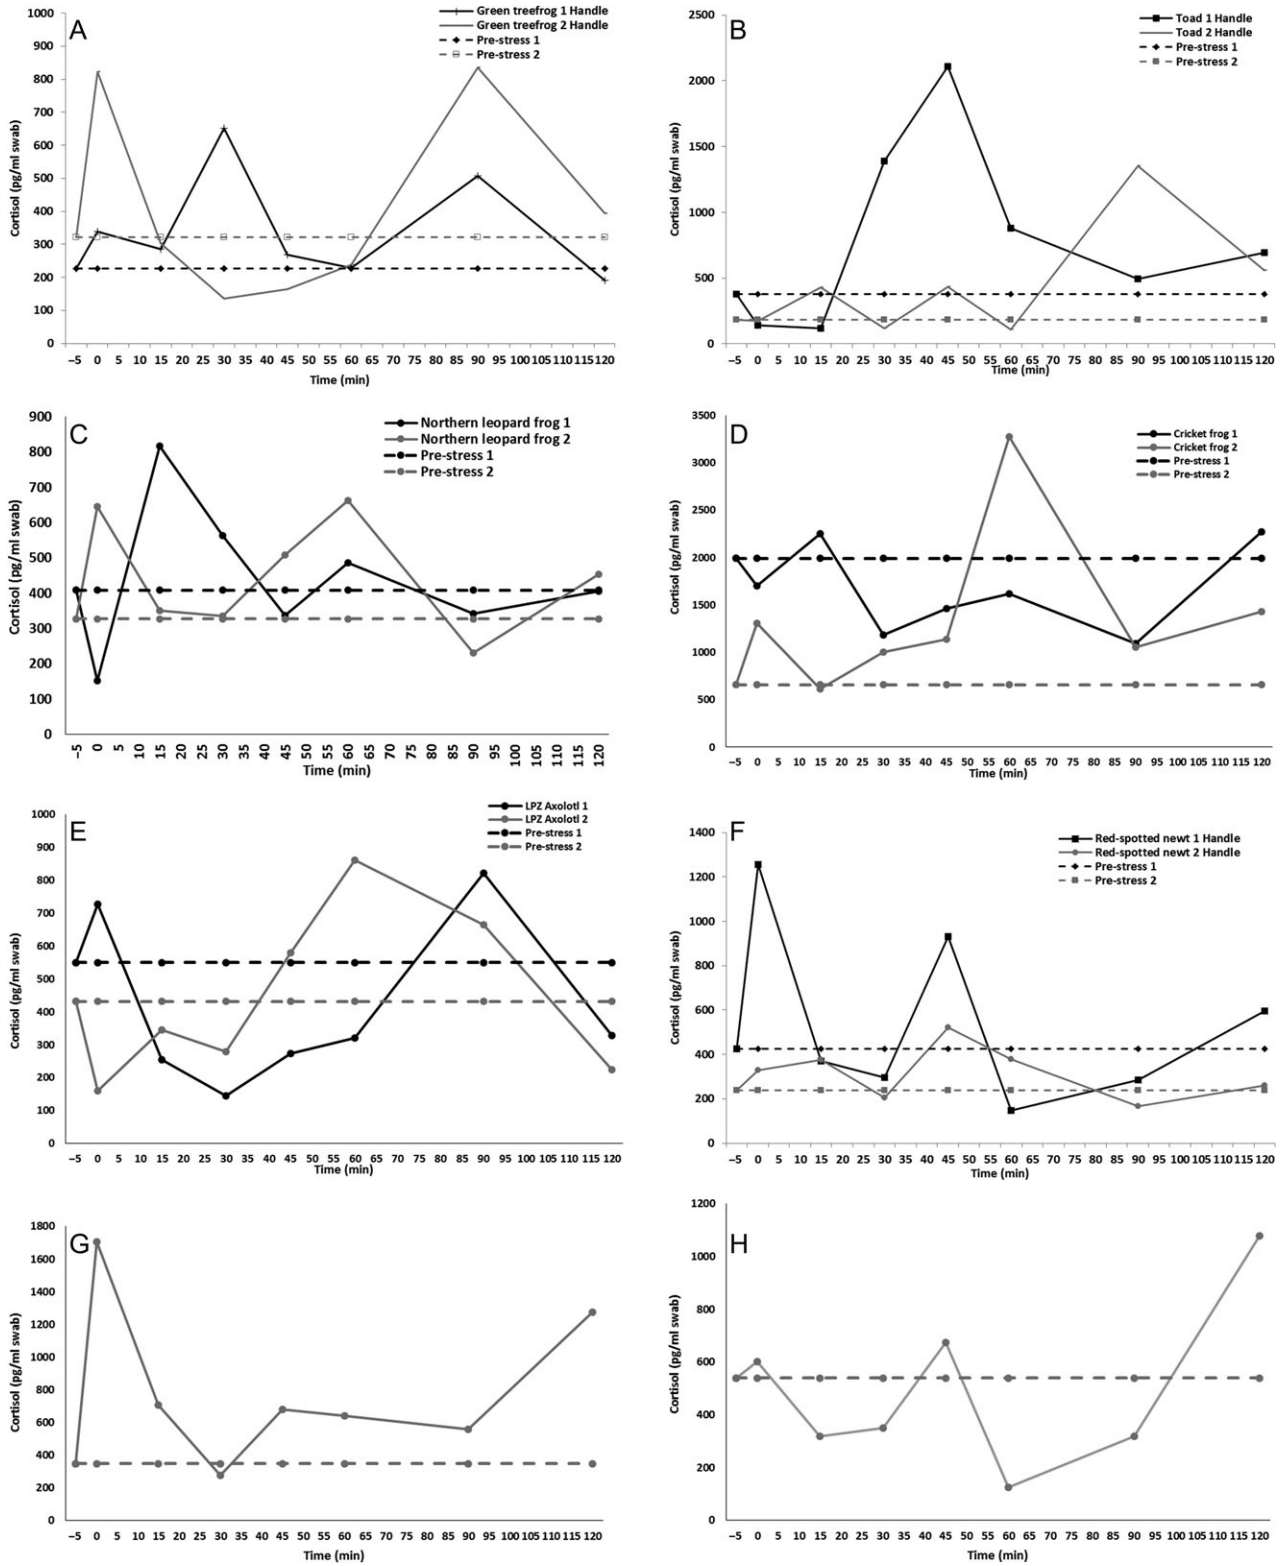 A
Green treefrog 1 Handle
Green treefrog 2 Handle
Pre-stress 1
Pre-stress 2
Cortisol (pg/ml swab)
1000
900
800
700
600
500
400
300
200
100
0
−5 0 5 10 15 20 25 30 35 40 45 50 55 60 65 70 75 80 85 90 95 100 105 110 115 120
Time (min)
B
Toad 1 Handle
Toad 2 Handle
Pre-stress 1
Pre-stress 2
Cortisol (pg/ml swab)
2500
2000
1500
1000
500
0
−5 0 5 10 15 20 25 30 35 40 45 50 55 60 65 70 75 80 85 90 95 100 105 110 115 120
Time (min)
C
Northern leopard frog 1
Northern leopard frog 2
Pre-stress 1
Pre-stress 2
Cortisol (pg/ml swab)
900
800
700
600
500
400
300
200
100
0
−5 0 5 10 15 20 25 30 35 40 45 50 55 60 65 70 75 80 85 90 95 100 105 110 115 120
Time (min)
D
Cricket frog 1
Cricket frog 2
Pre-stress 1
Pre-stress 2
Cortisol (pg/ml swab)
3500
3000
2500
2000
1500
1000
500
0
−5 0 5 10 15 20 25 30 35 40 45 50 55 60 65 70 75 80 85 90 95 100 105 110 115 120
Time (min)
E
LPZ Axolotl 1
LPZ Axolotl 2
Pre-stress 1
Pre-stress 2
Cortisol (pg/ml swab)
1000
900
800
700
600
500
400
300
200
100
0
−5 0 5 10 15 20 25 30 35 40 45 50 55 60 65 70 75 80 85 90 95 100 105 110 115 120
Time (min)
F
Red-spotted newt 1 Handle
Red-spotted newt 2 Handle
Pre-stress 1
Pre-stress 2
Cortisol (pg/ml swab)
1400
1200
1000
800
600
400
200
0
−5 0 5 10 15 20 25 30 35 40 45 50 55 60 65 70 75 80 85 90 95 100 105 110 115 120
Time (min)
G
Cortisol (pg/ml swab)
1800
1600
1400
1200
1000
800
600
400
200
0
−5 0 5 10 15 20 25 30 35 40 45 50 55 60 65 70 75 80 85 90 95 100 105 110 115 120
Time (min)
H
Cortisol (pg/ml swab)
1200
1000
800
600
400
200
0
−5 0 5 10 15 20 25 30 35 40 45 50 55 60 65 70 75 80 85 90 95 100 105 110 115 120
Time (min)